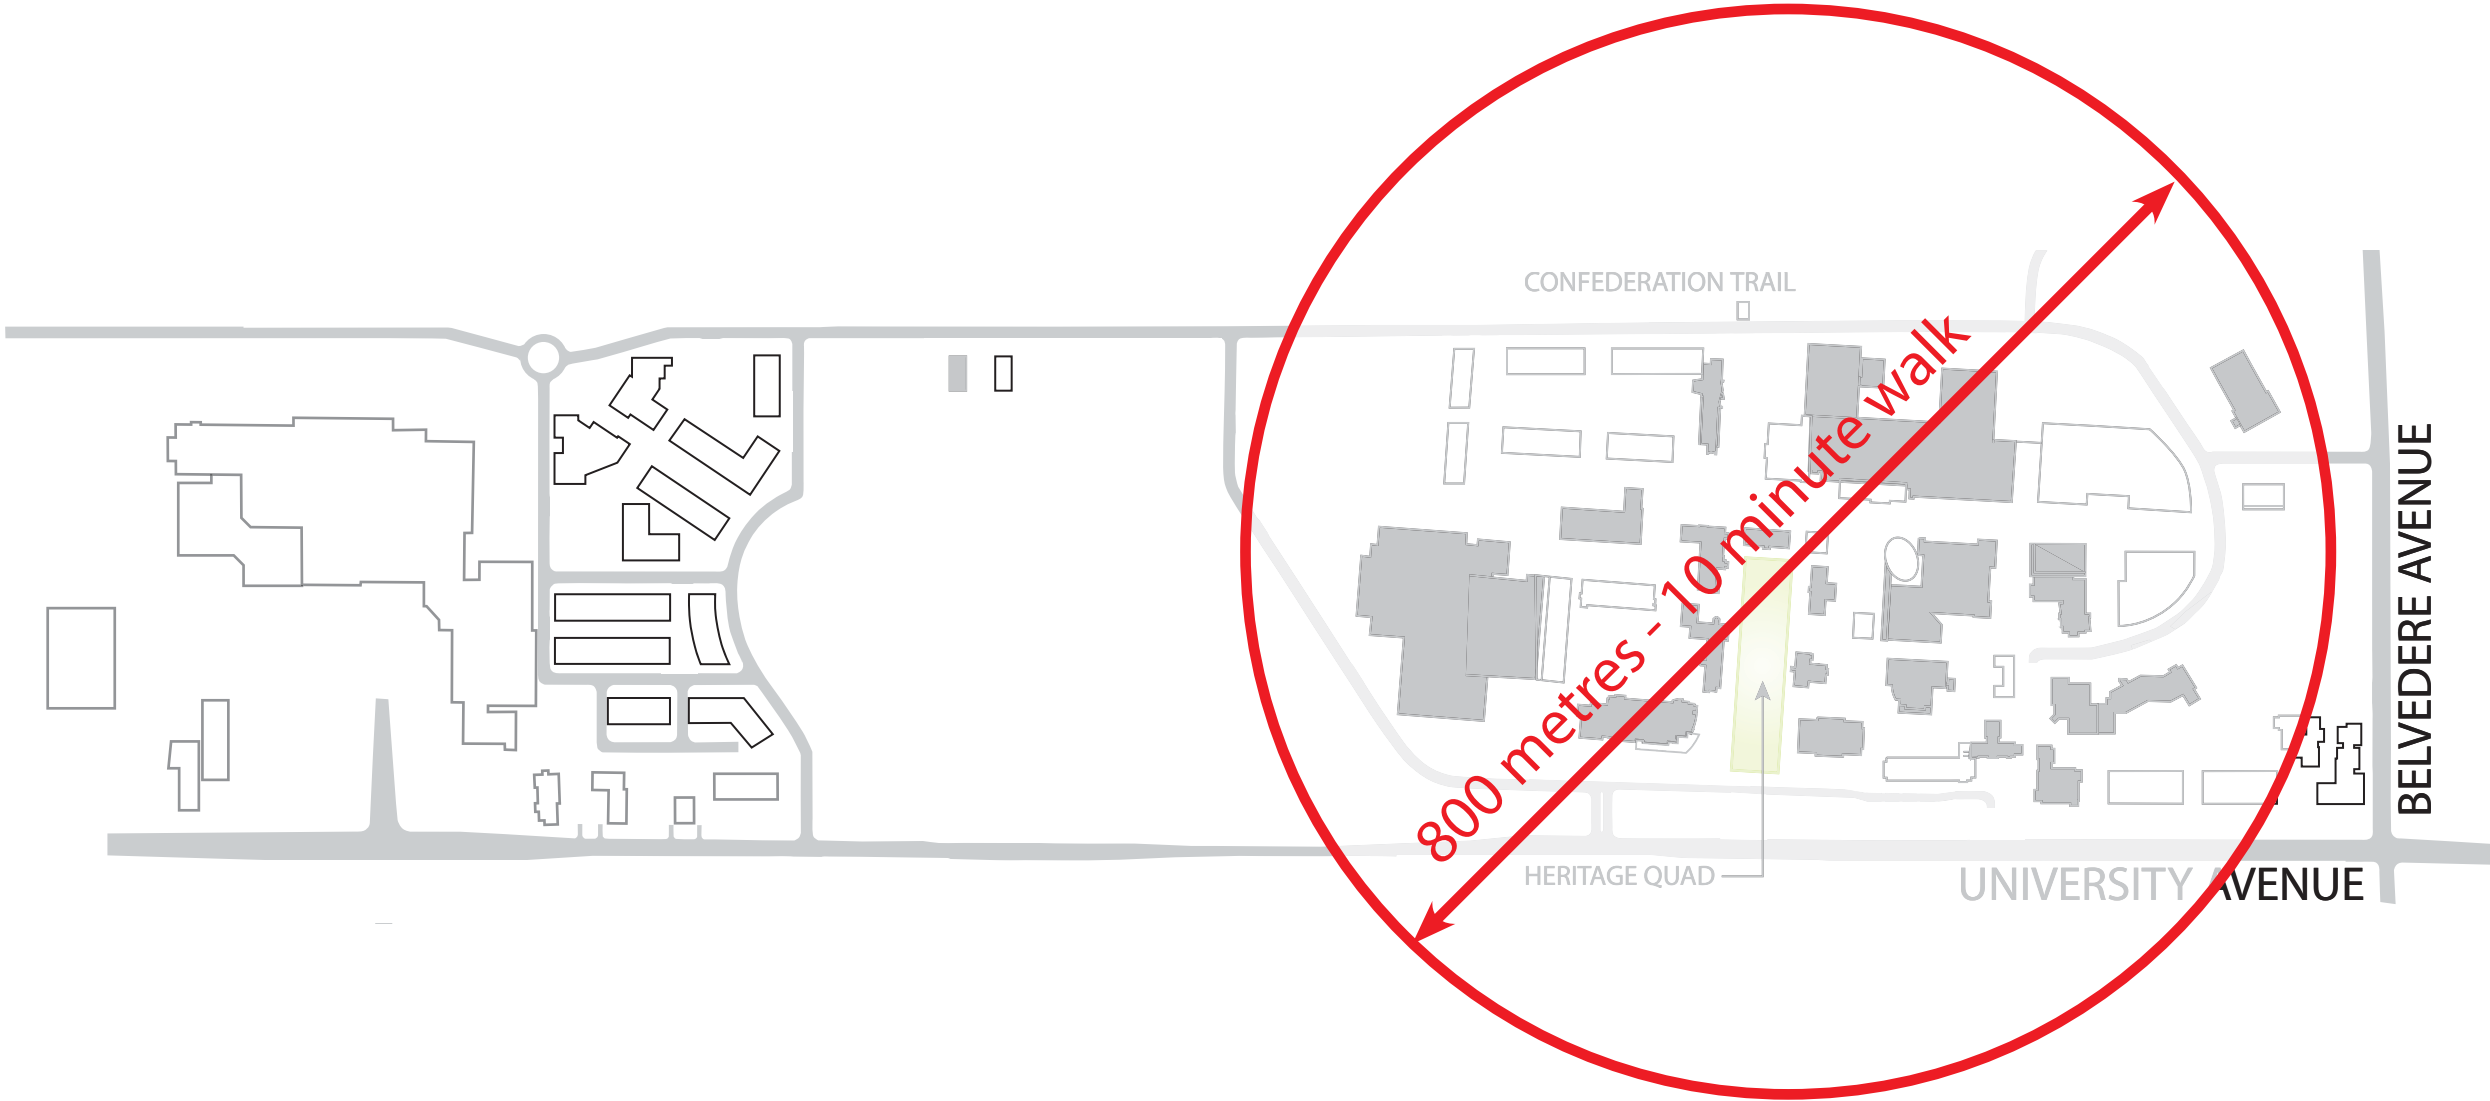 CONFEDERATION TRAIL
800 metres - 10 minute walk
BELVEDERE AVENUE
HERITAGE QUAD
UNIVERSITY AVENUE